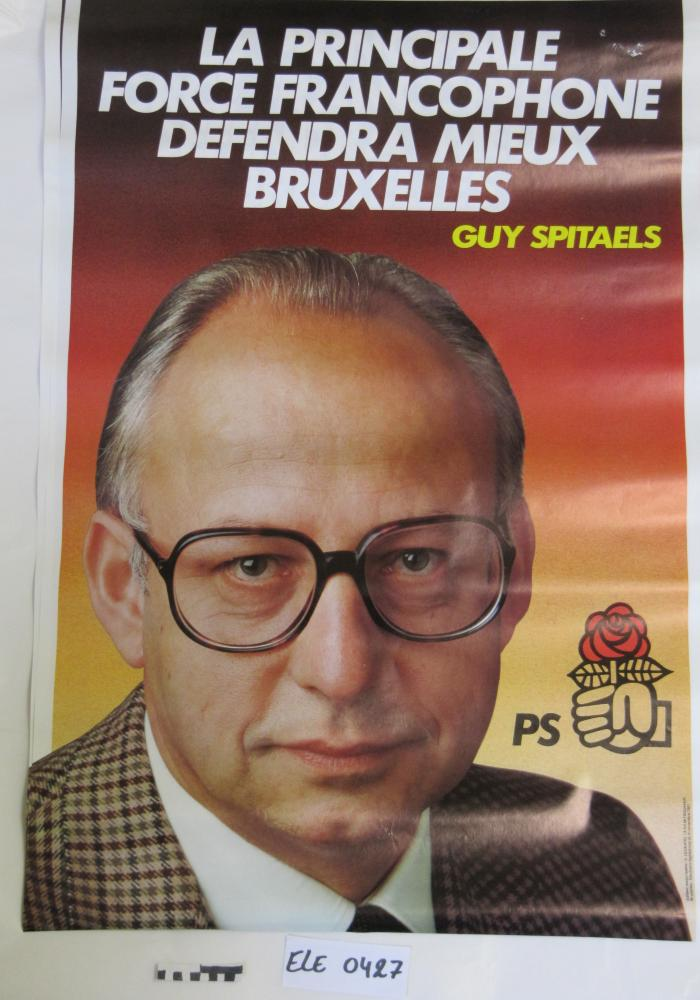 LA PRINCIPALE
FORCE FRANCOPHONE
DEFENDRA MIEUX
BRUXELLES
GUY SPITAELS
PS
ELE 0427